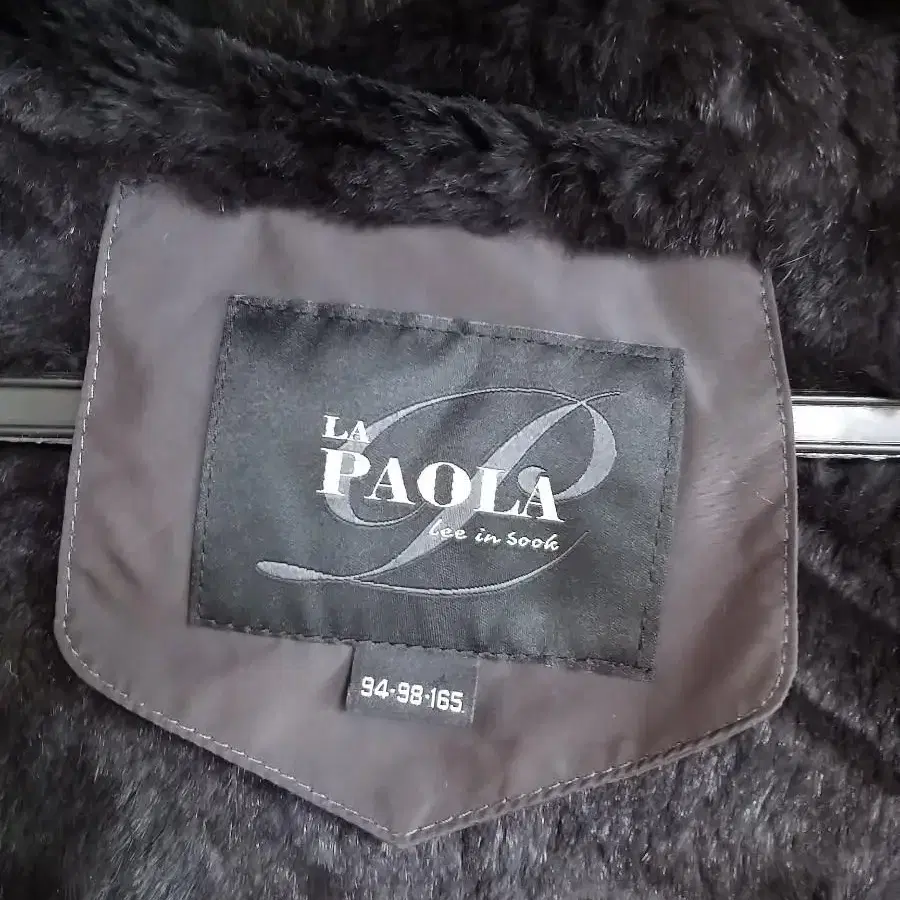 LA
PAOLA
Lee in Sook
94-98-165